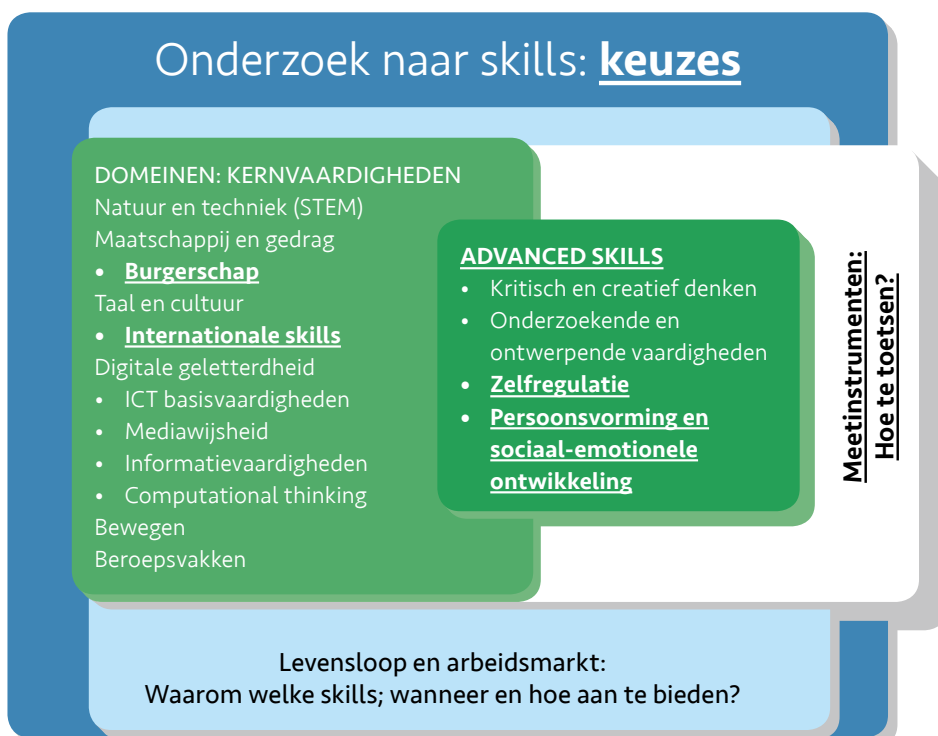 Onderzoek naar skills: keuzes
DOMEINEN: KERNVAARDIGHEDEN
Natuur en techniek (STEM)
Maatschappij en gedrag
• Burgerschap
Taal en cultuur
• Internationale skills
Digitale geletterdheid
• ICT basisvaardigheden
• Mediawijsheid
• Informatievaardigheden
• Computational thinking
Bewegen
Beroepsvakken
ADVANCED SKILLS
• Kritisch en creatief denken
• Onderzoekende en
ontwerpende vaardigheden
• Zelfregulatie
• Persoonsvorming en
sociaal-emotionele
ontwikkeling
Meetinstrumenten:
Hoe te toetsen?
Levensloop en arbeidsmarkt:
Waarom welke skills; wanneer en hoe aan te bieden?